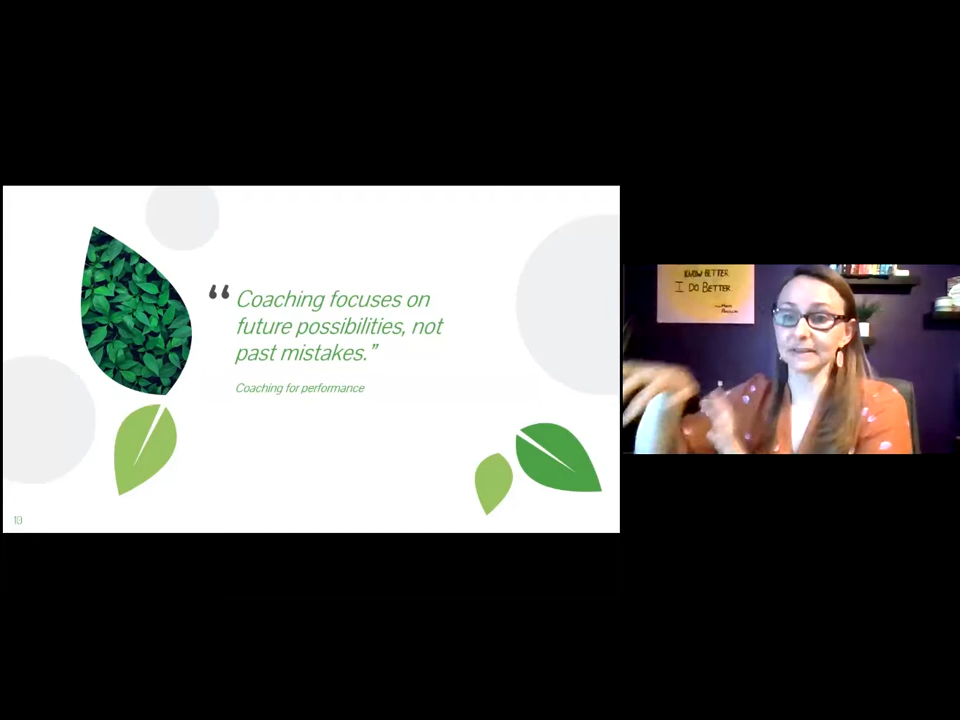 “ Coaching focuses on
future possibilities, not
past mistakes.”
Coaching for performance
10
KNOW BETTER
I DO BETTER